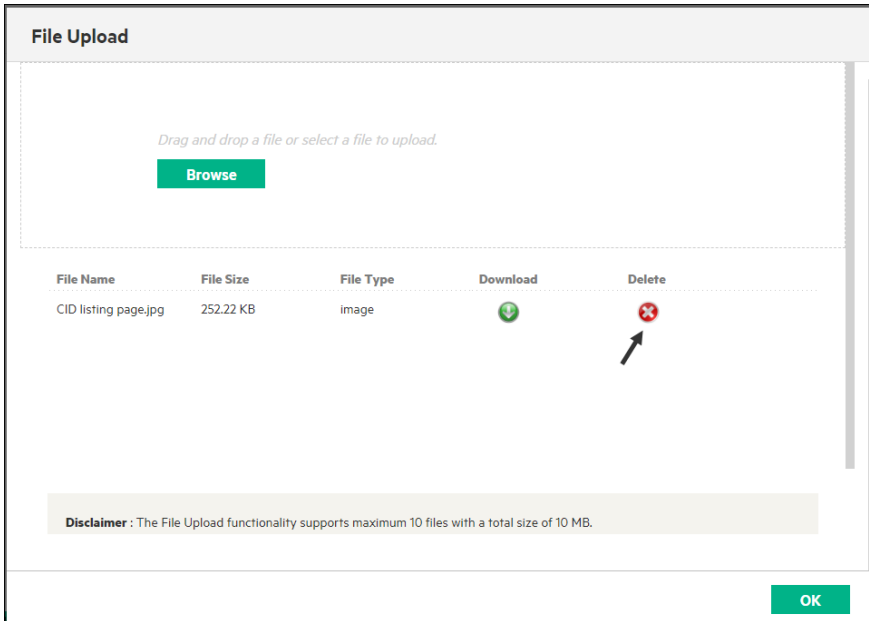 File Upload
Drag and drop a file or select a file to upload.
Browse
File Name File Size File Type Download Delete
CID listing page.jpg 252.22 KB image
Disclaimer : The File Upload functionality supports maximum 10 files with a total size of 10 MB.
OK